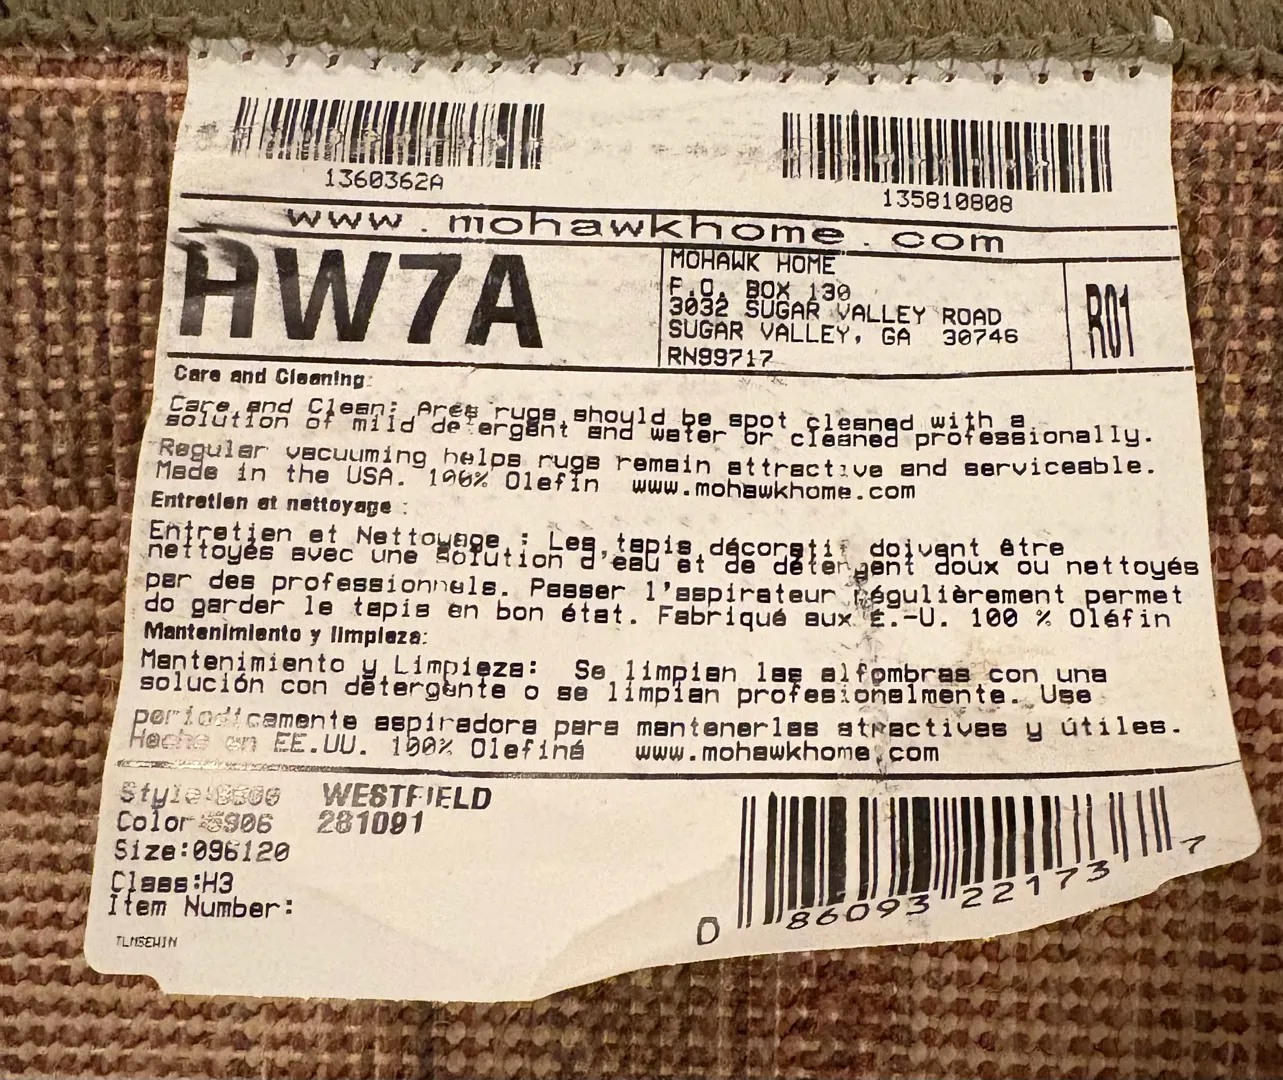 1360362A
135810808
www.mohawkhome.com
HW7A
MOHAWK HOME
P.O. BOX 130
3032 SUGAR VALLEY ROAD
SUGAR VALLEY, GA 30746
RN99717
R01
Care and Cleaning:
Care and Clean: Area rugs should be spot cleaned with a
solution of mild detergent and water or cleaned professionally.
Regular vacuuming helps rugs remain attractive and serviceable.
Made in the USA. 100% Olefin www.mohawkhome.com
Entretien et nettoyage :
Entretien et Nettoyage : Les tapis décoratif doivent être
nettoyés avec une solution d'eau et de détergent doux ou nettoyés
par des professionnels. Passer l'aspirateur régulièrement permet
do garder le tapis en bon état. Fabriqué aux É.-U. 100 % Oléfin
Mantenimiento y limpieza:
Mantenimiento y Limpieza: Se limpian las alfombras con una
solución con detergente o se limpian profesionalmente. Use
periodicamente aspiradora para mantenerlas atractivas y útiles.
Hecho en EE.UU. 100% Olefine www.mohawkhome.com
Style: WESTFIELD
Color 281091
Size:096120
Class:H3
Item Number:
TLMSEWIN
0 86093 22173 7